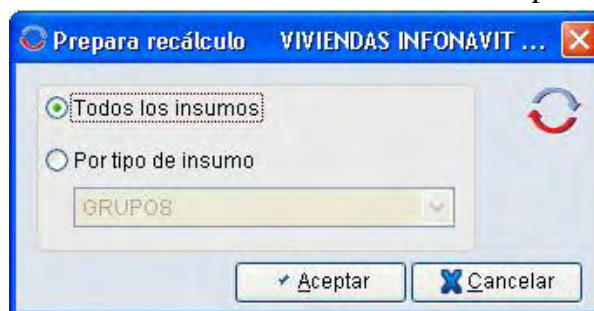 Prepara recálculo VIVIENDAS INFONAVIT ...
Todos los insumos
Por tipo de insumo
GRUPOS
Aceptar
Cancelar